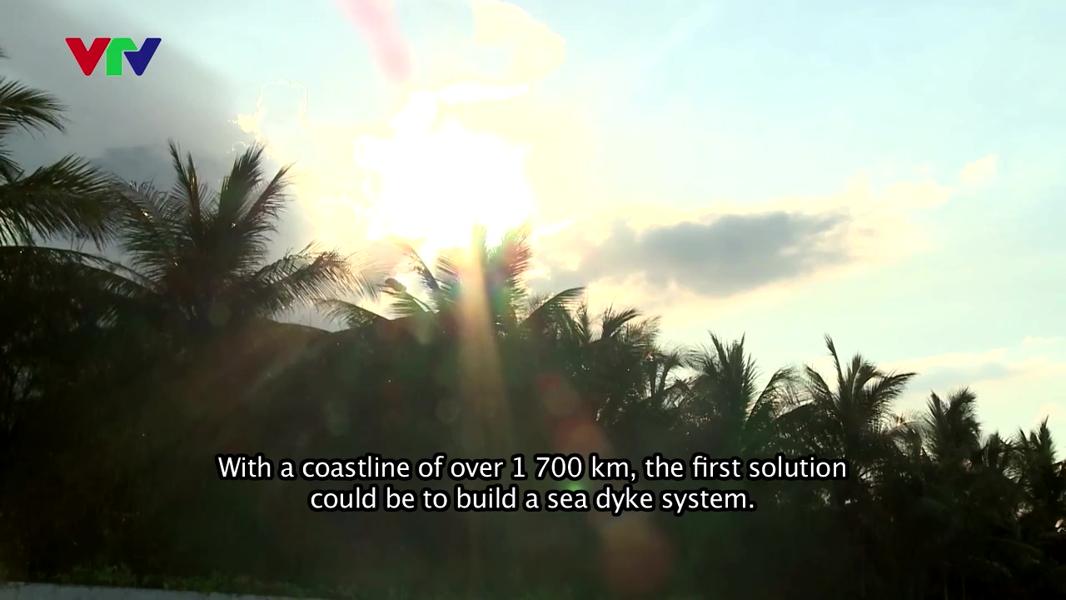 VTV
With a coastline of over 1 700 km, the first solution
could be to build a sea dyke system.